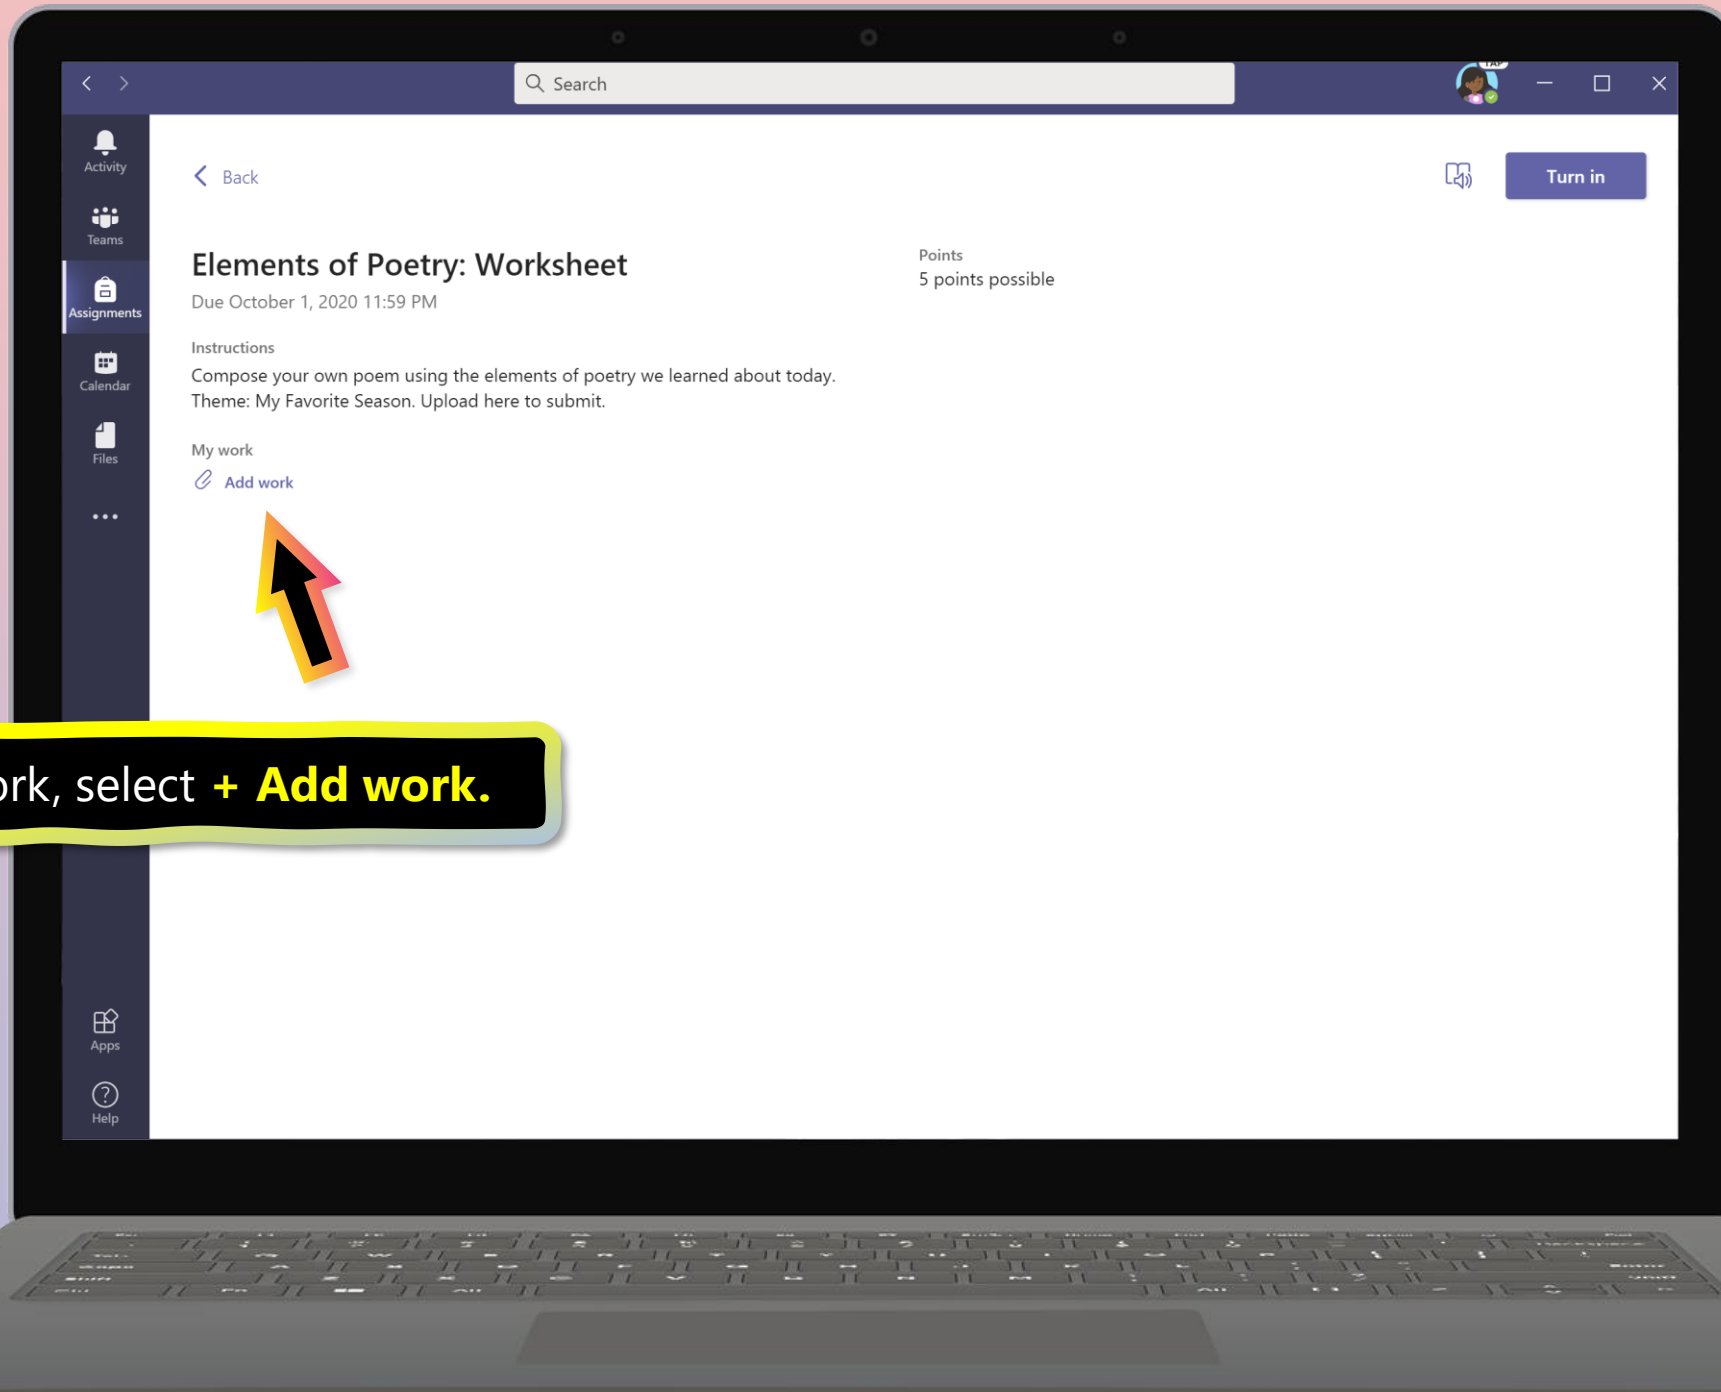 Search
TAP
Activity
Back
Turn in
Teams
Elements of Poetry: Worksheet
Points
5 points possible
Assignments
Due October 1, 2020 11:59 PM
Instructions
Compose your own poem using the elements of poetry we learned about today.
Theme: My Favorite Season. Upload here to submit.
Calendar
Files
My work
Add work
select + Add work.
Apps
Help